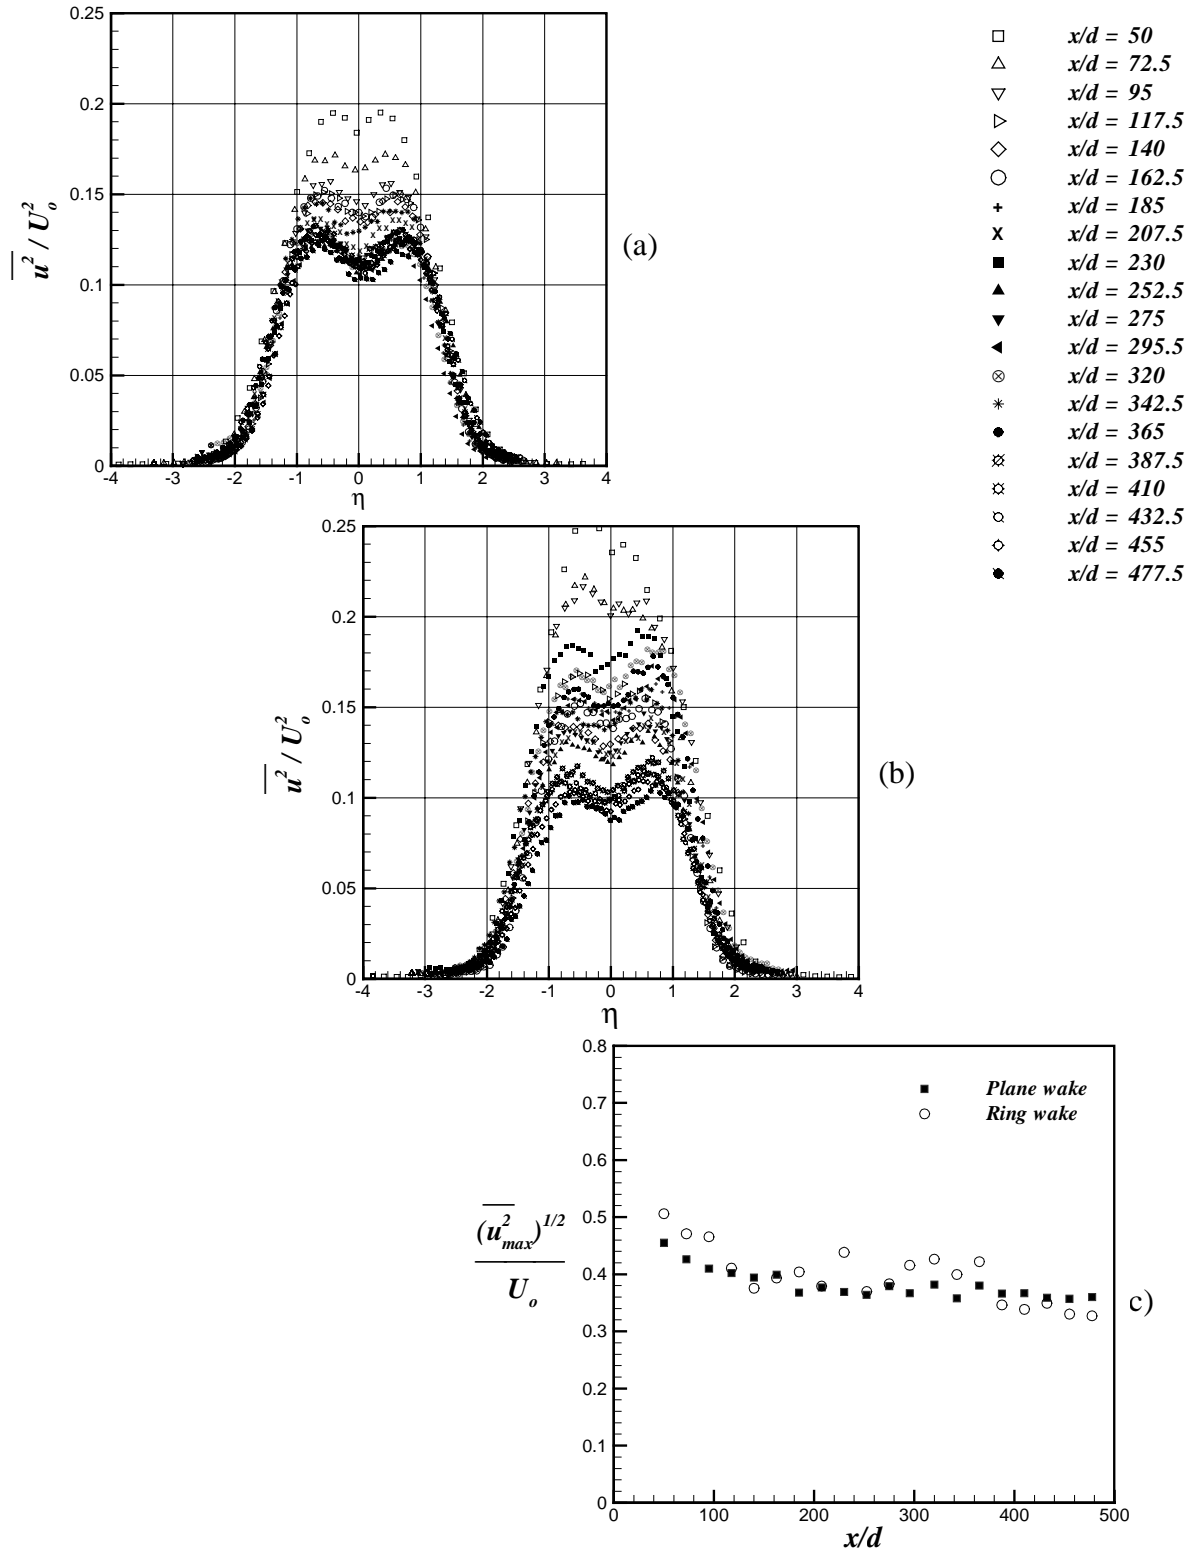 0.25
0.2
0.15
0.1
0.05
0
-4 -3 -2 -1 0 1 2 3 4
η
u² / U_o²
(a)
x/d = 50
x/d = 72.5
x/d = 95
x/d = 117.5
x/d = 140
x/d = 162.5
x/d = 185
x/d = 207.5
x/d = 230
x/d = 252.5
x/d = 275
x/d = 295.5
x/d = 320
x/d = 342.5
x/d = 365
x/d = 387.5
x/d = 410
x/d = 432.5
x/d = 455
x/d = 477.5
0.25
0.2
0.15
0.1
0.05
0
-4 -3 -2 -1 0 1 2 3 4
η
u² / U_o²
(b)
0.8
0.7
0.6
0.5
0.4
0.3
0.2
0.1
0
0 100 200 300 400 500
x/d
(u²_max)^1/2
U_o
Plane wake
Ring wake
c)